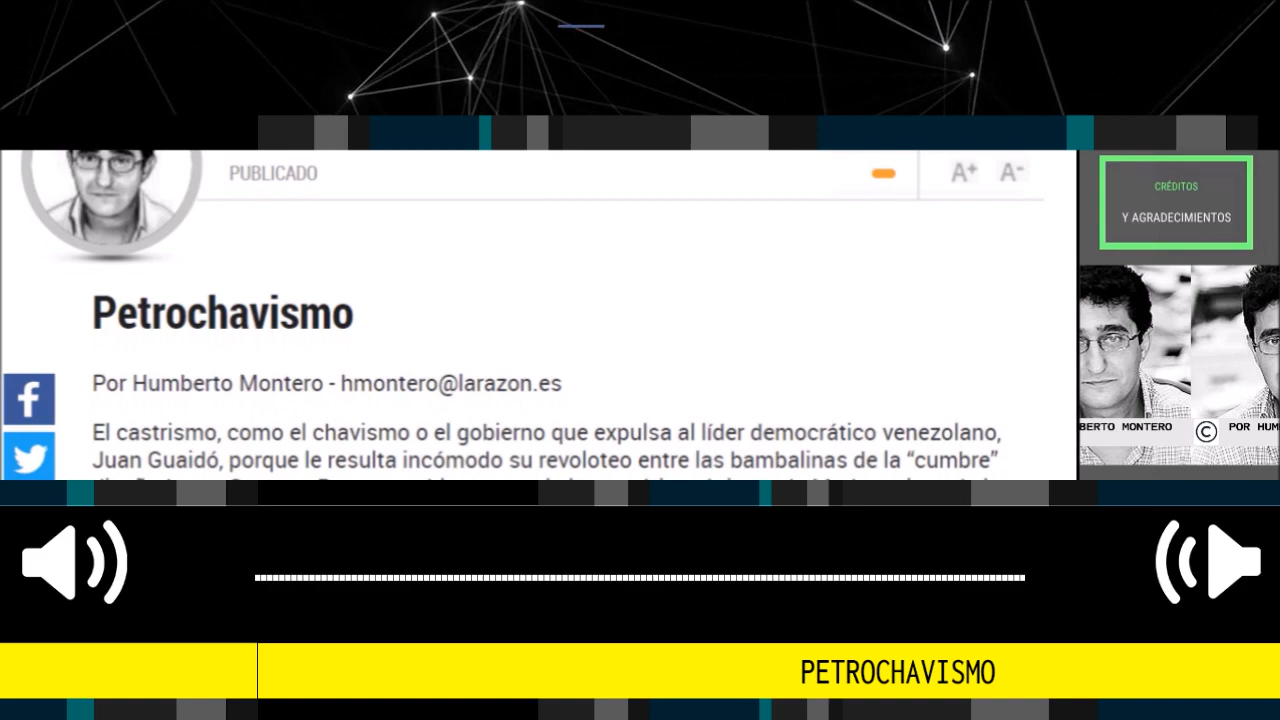 PUBLICADO
A+ A-
CRÉDITOS
Y AGRADECIMIENTOS
Petrochavismo
Por Humberto Montero - hmontero@larazon.es
El castrismo, como el chavismo o el gobierno que expulsa al líder democrático venezolano,
Juan Guaidó, porque le resulta incómodo su revoloteo entre las bambalinas de la “cumbre”
BERTO MONTERO © POR HUM
PETROCHAVISMO